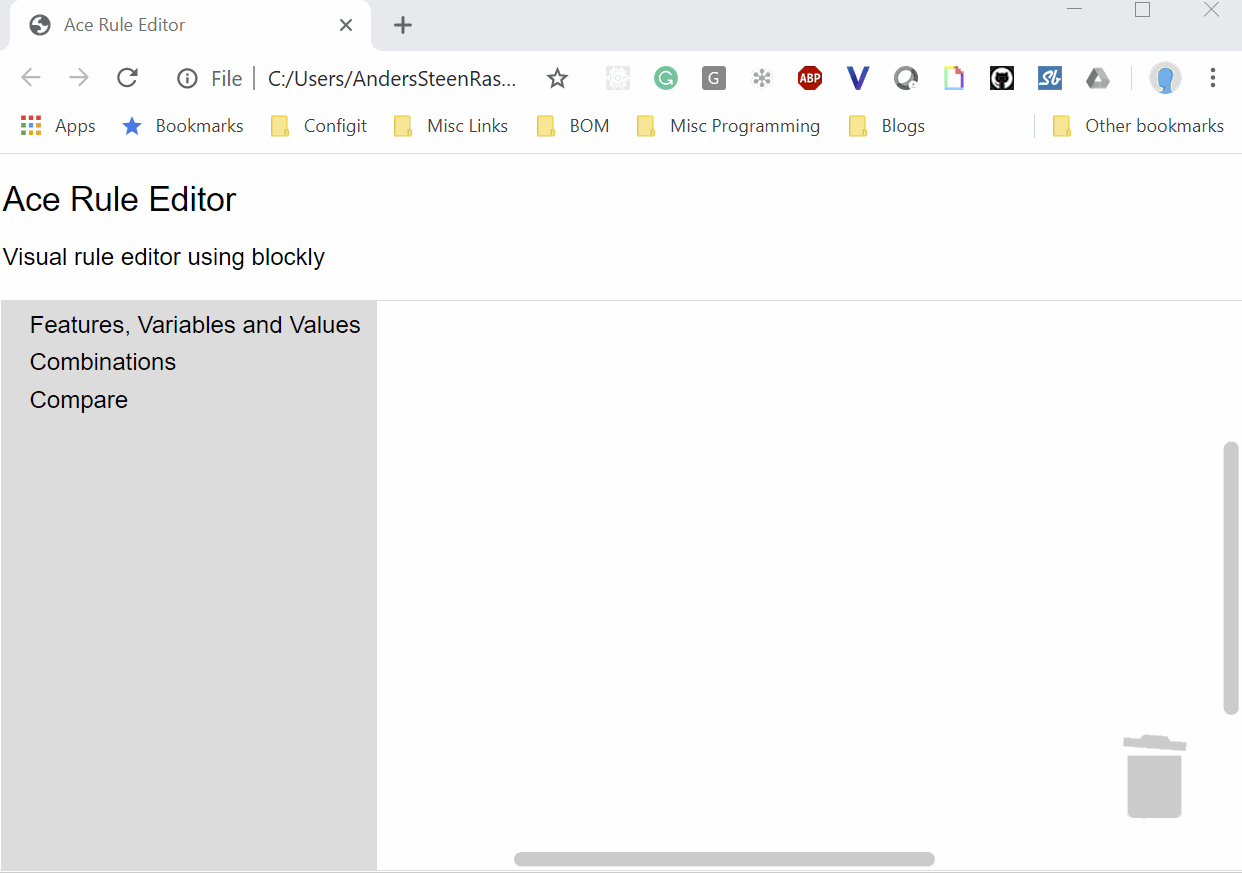 Ace Rule Editor
File C:/Users/AndersSteenRas... G ABP V Sb
Apps Bookmarks Configit Misc Links BOM Misc Programming Blogs Other bookmarks
Ace Rule Editor
Visual rule editor using blockly
Features, Variables and Values
Combinations
Compare